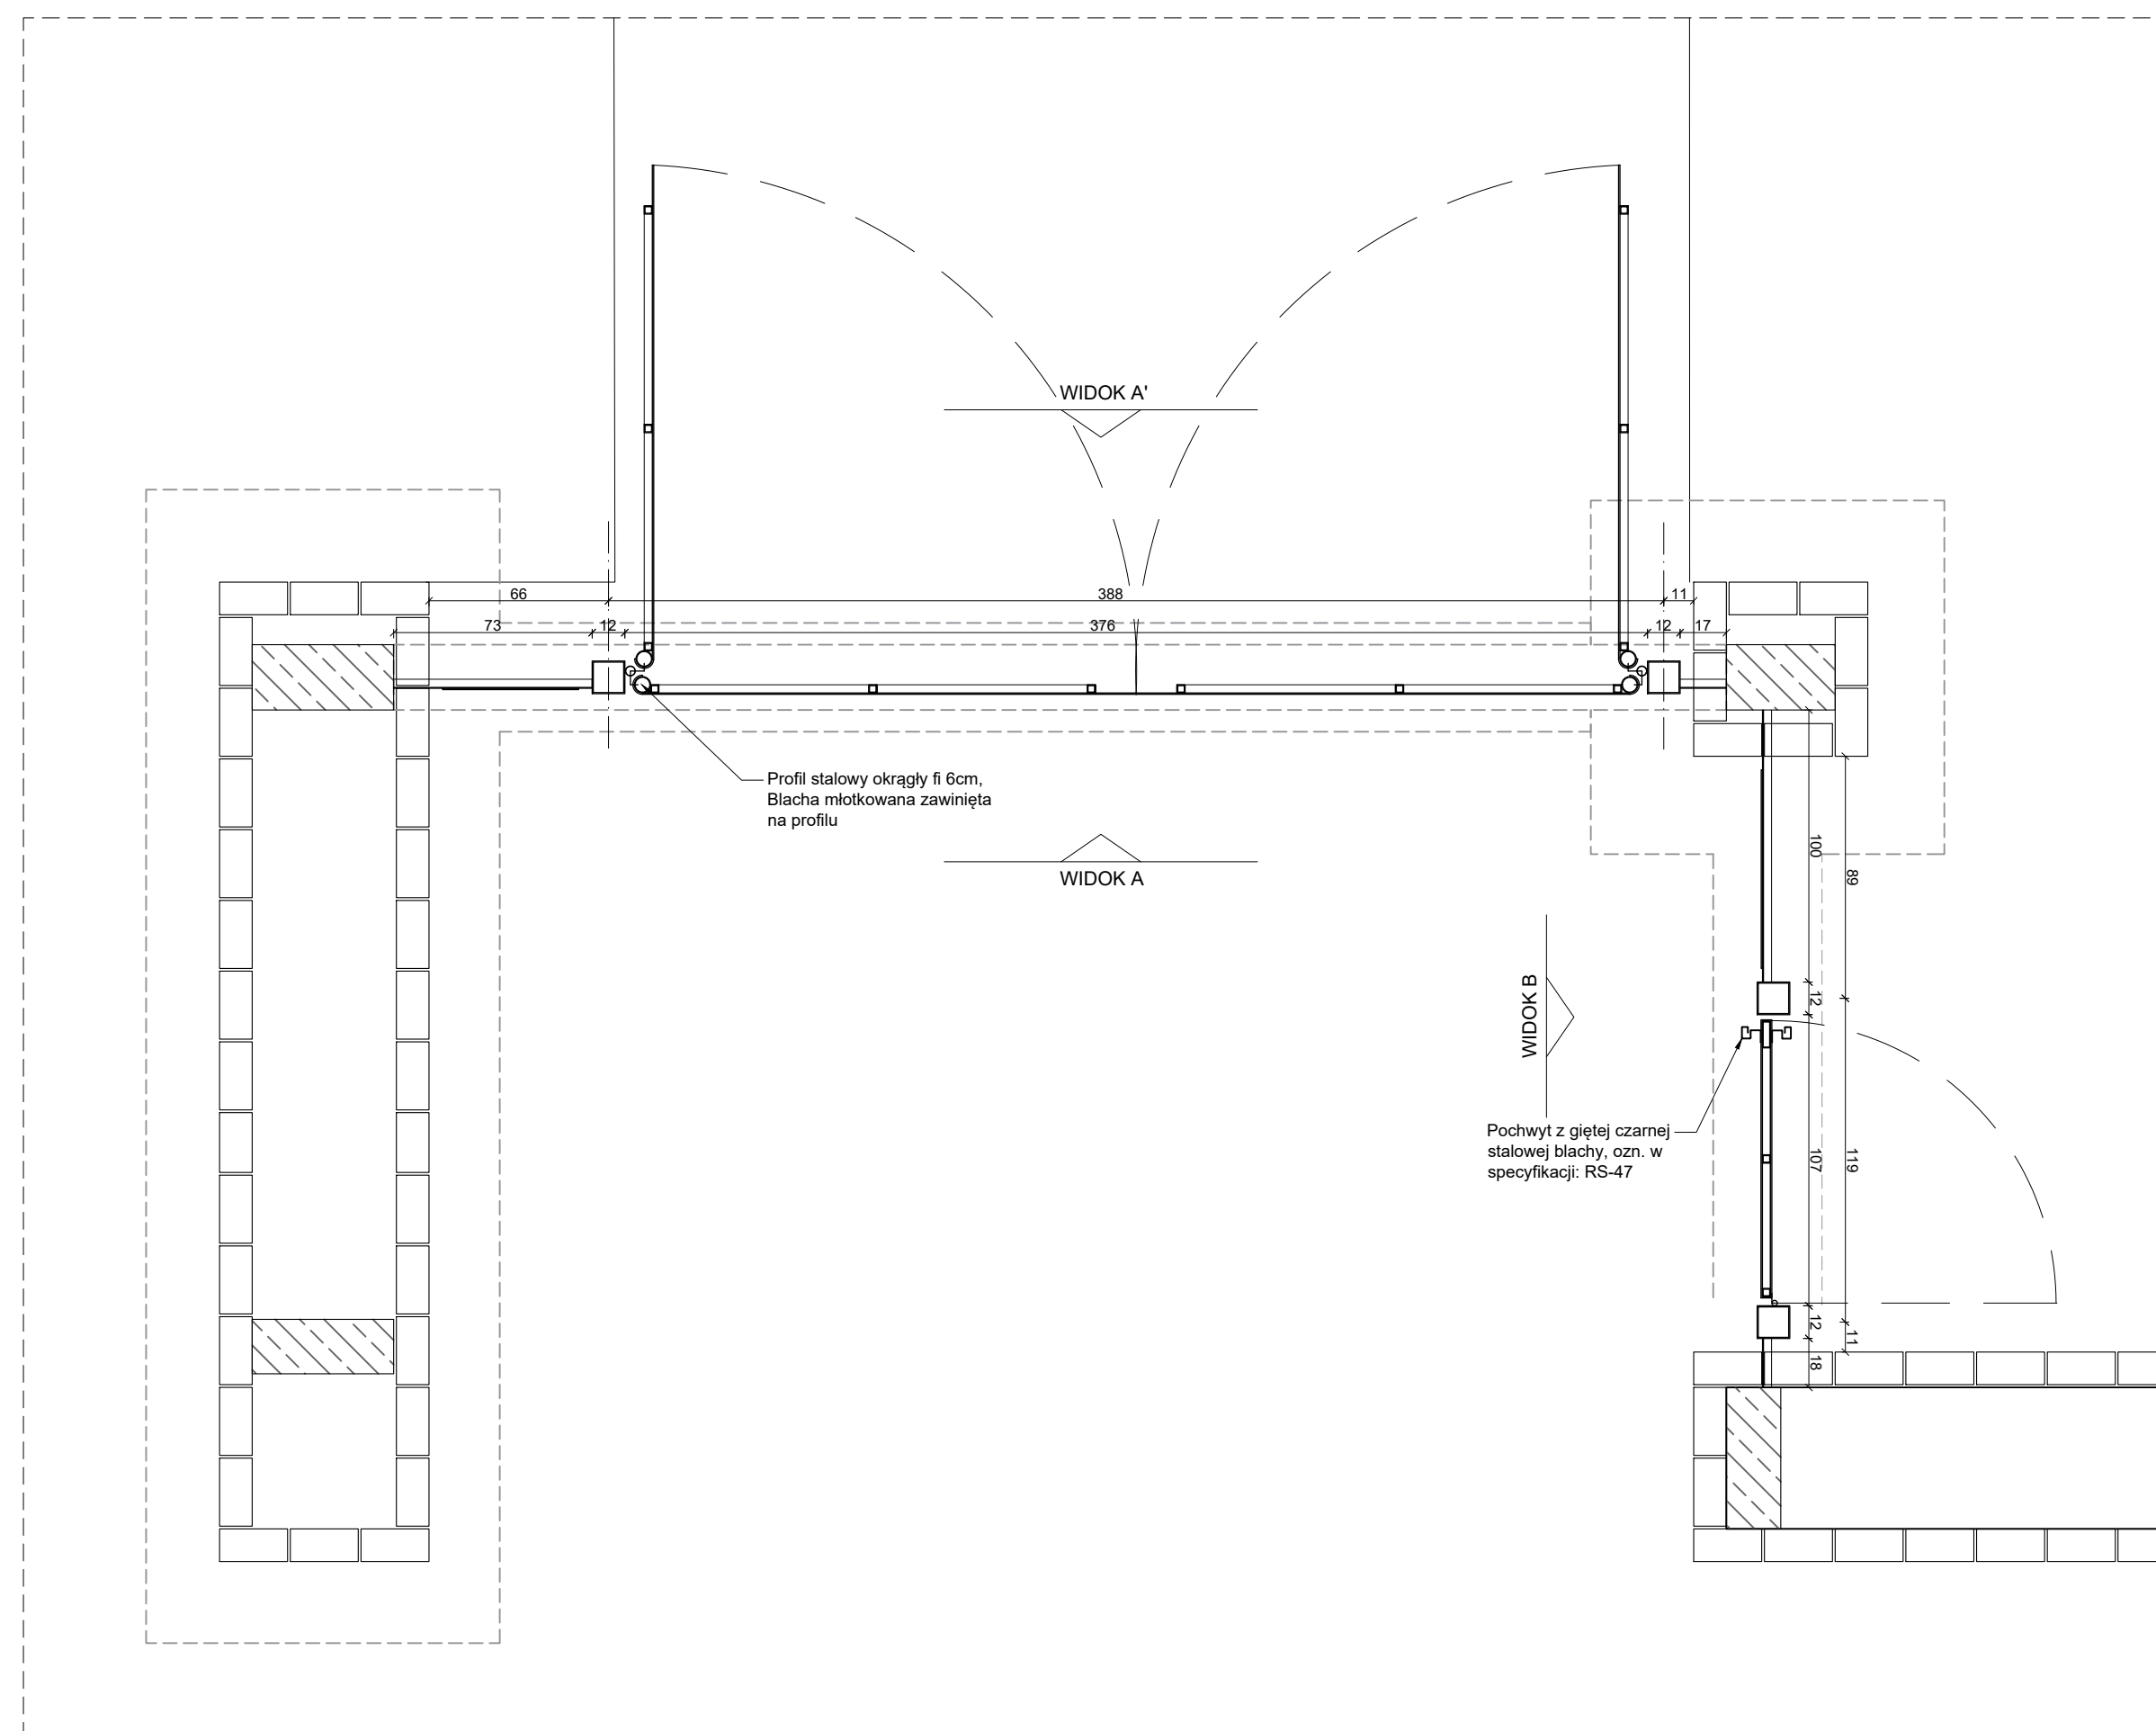 WIDOK A'
66
388
11
73
12
376
12
17
Profil stalowy okrągły fi 6cm,
Blacha młotkowana zawinięta
na profilu
WIDOK A
100
89
WIDOK B
12
Pochwyt z giętej czarnej
stalowej blachy, ozn. w
specyfikacji: RS-47
107
119
12
11
18